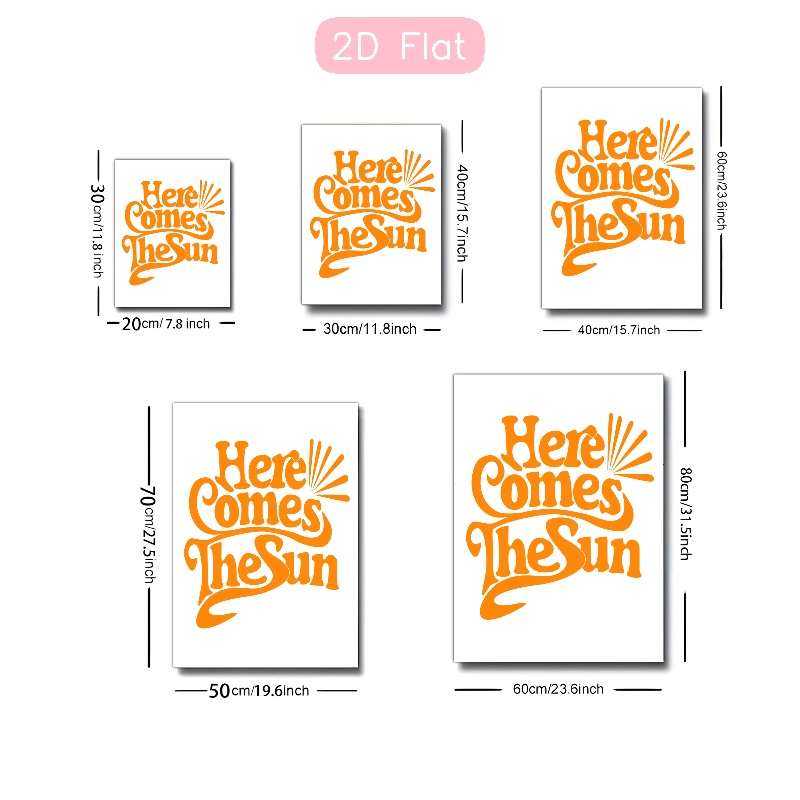 2D Flat
Here
Comes
The Sun
30cm/11.8 inch
20cm/7.8 inch
Here
Comes
The Sun
40cm/15.7inch
30cm/11.8inch
Here
Comes
The Sun
60cm/23.6inch
40cm/15.7inch
Here
Comes
The Sun
70cm/27.5inch
50cm/19.6inch
Here
Comes
The Sun
80cm/31.5inch
60cm/23.6inch